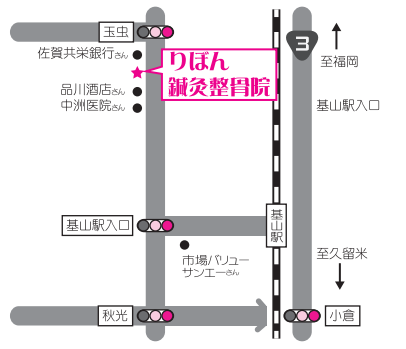 玉虫
佐賀共栄銀行さん
りぼん
鍼灸整骨院
3
至福岡
品川酒店さん
中洲医院さん
基山駅入口
基山駅入口
基山駅
市場バリュー
サンエーさん
至久留米
秋光
小倉